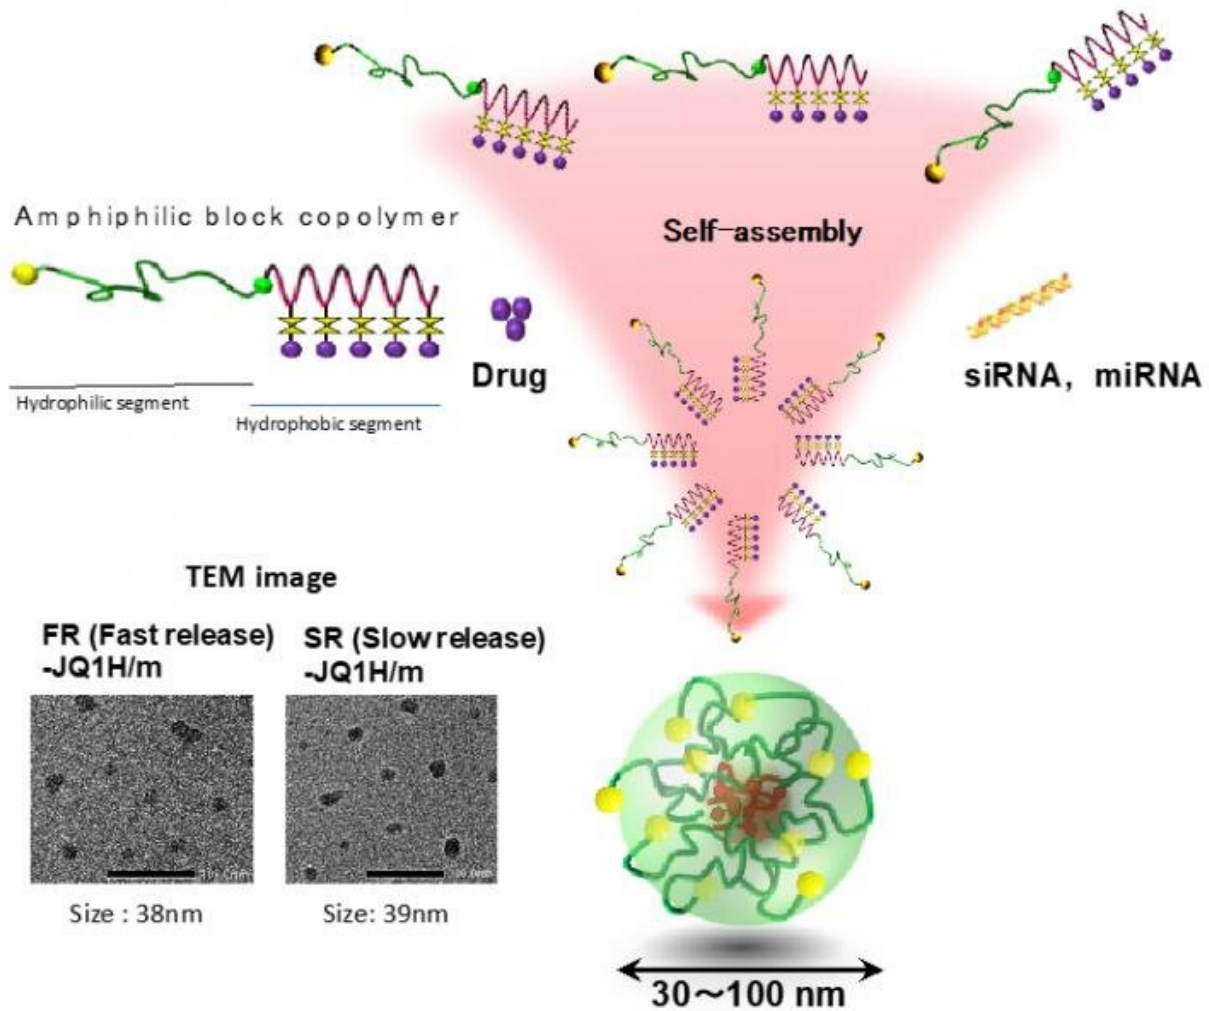 Amphiphilic block copolymer
Hydrophilic segment
Hydrophobic segment
Drug
Self-assembly
siRNA, miRNA
TEM image
FR (Fast release)
-JQ1H/m
SR (Slow release)
-JQ1H/m
Size : 38nm
Size: 39nm
30～100 nm